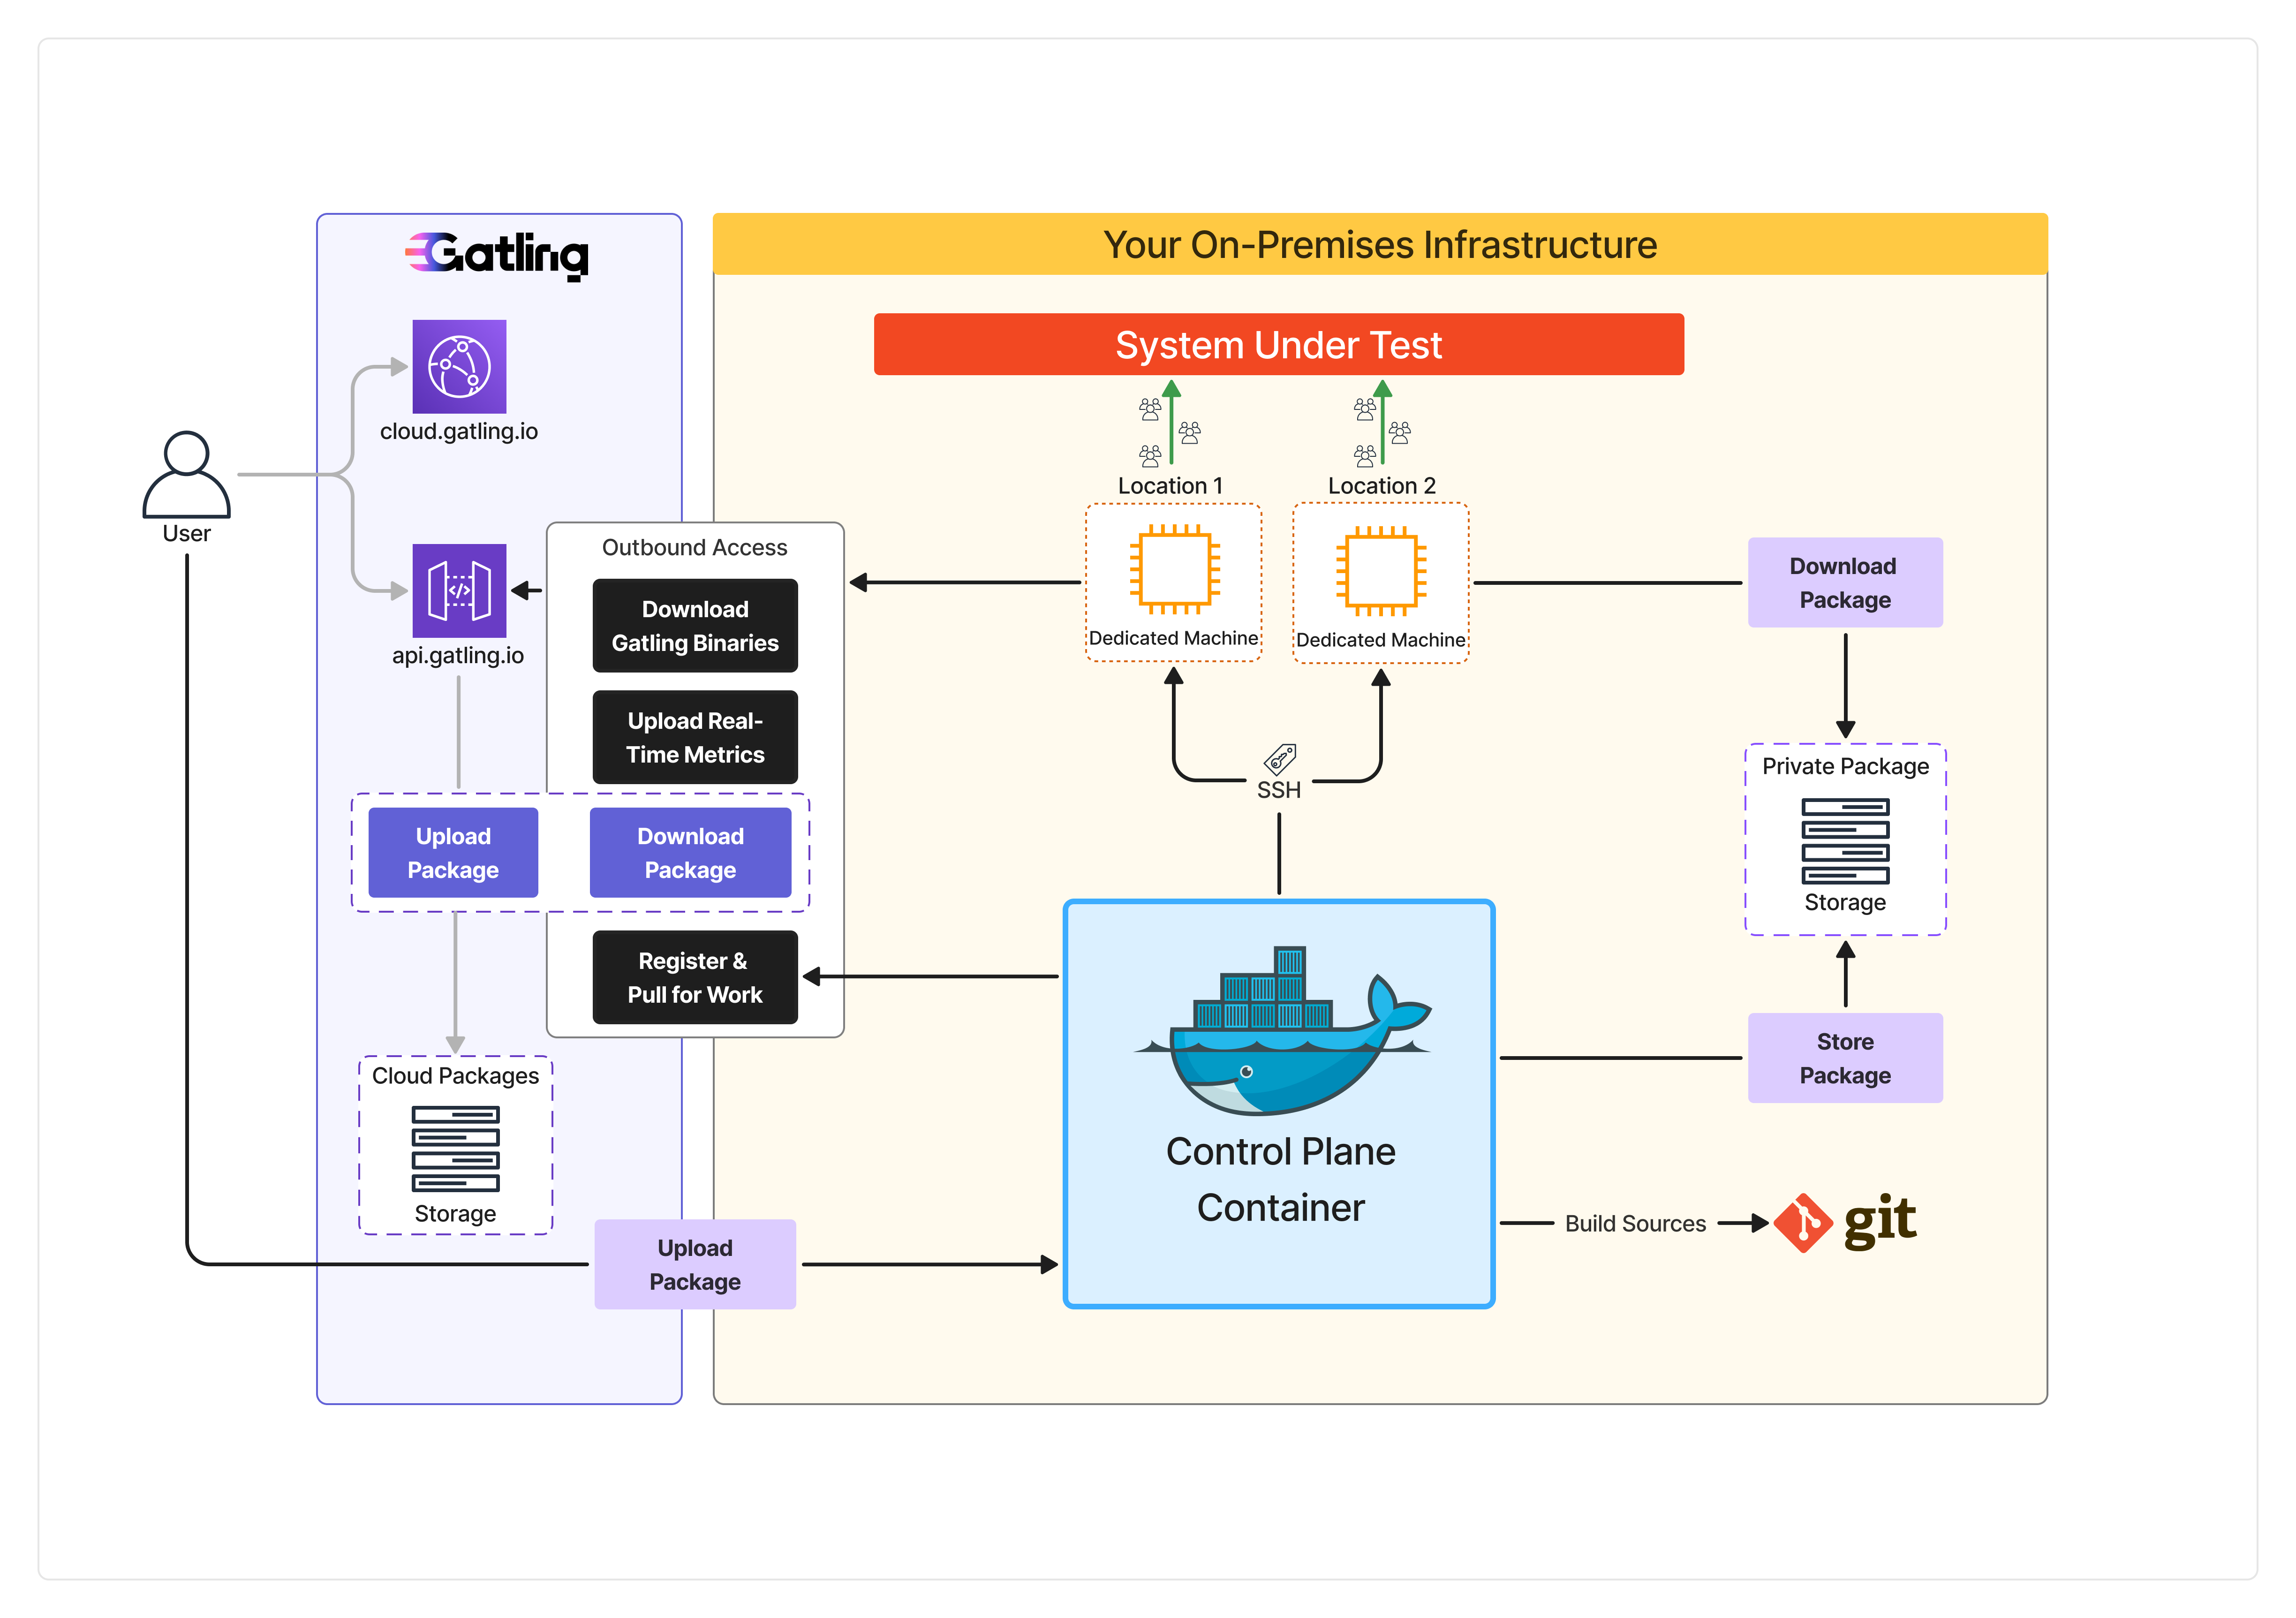 Gatling
cloud.gatling.io
User
api.gatling.io
Outbound Access
Download
Gatling Binaries
Upload Real-
Time Metrics
Upload
Package
Download
Package
Register &
Pull for Work
Cloud Packages
Storage
Upload
Package
Your On-Premises Infrastructure
System Under Test
Location 1
Location 2
Dedicated Machine
Dedicated Machine
SSH
Control Plane
Container
Download
Package
Private Package
Storage
Store
Package
Build Sources
git